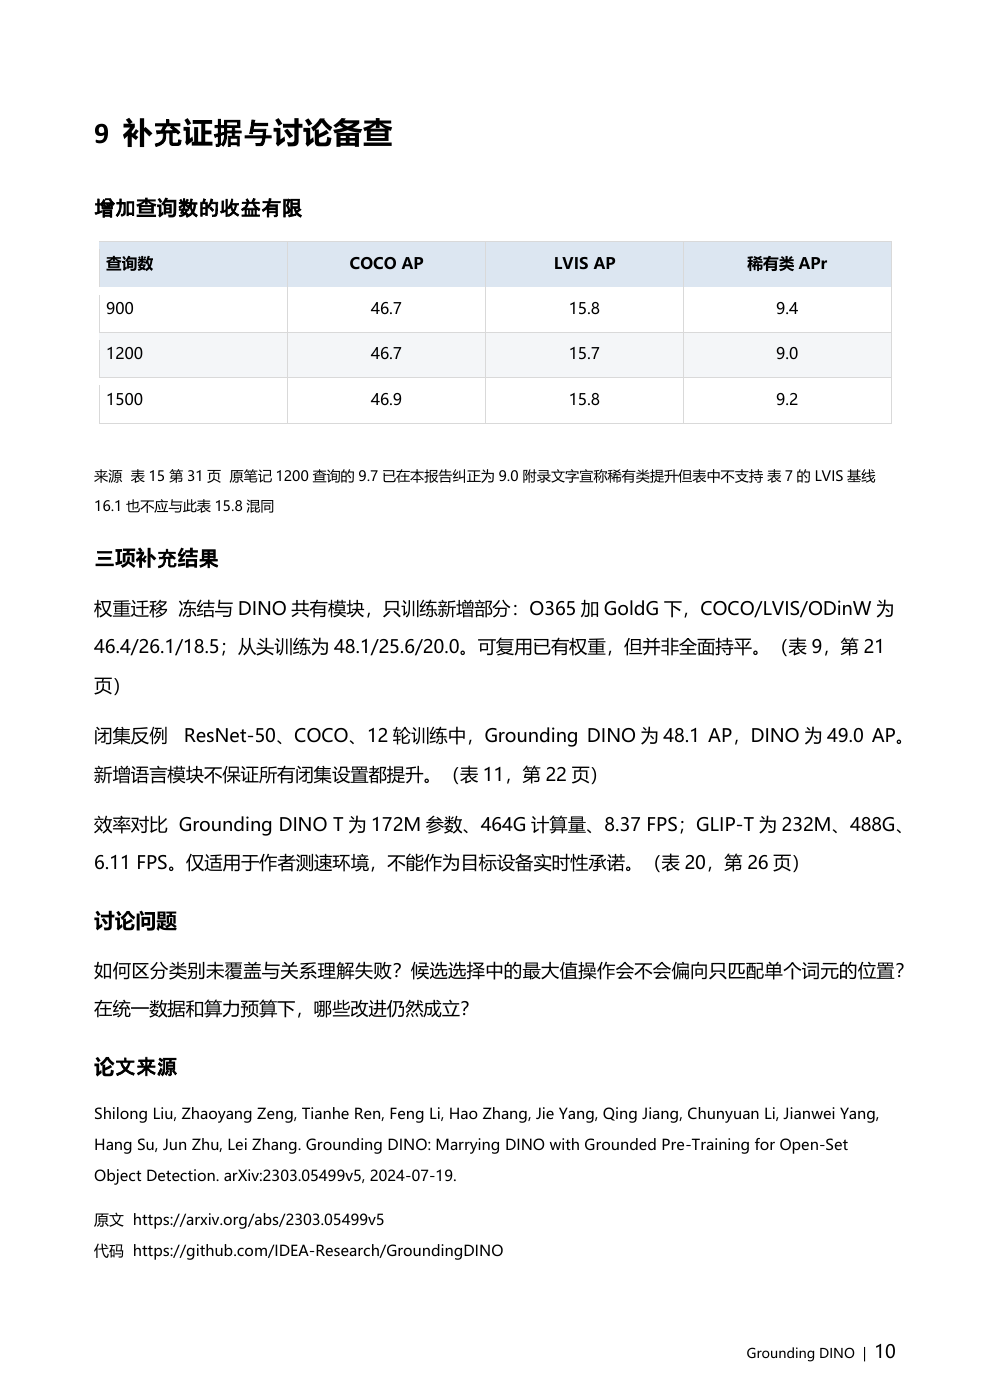 9 补充证据与讨论备查
增加查询数的收益有限
查询数 COCO AP LVIS AP 稀有类 APr
900 46.7 15.8 9.4
1200 46.7 15.7 9.0
1500 46.9 15.8 9.2
来源 表 15 第 31 页 原笔记 1200 查询的 9.7 已在本报告纠正为 9.0 附录文字宣称稀有类提升但表中不支持 表 7 的 LVIS 基线
16.1 也不应与此表 15.8 混同
三项补充结果
权重迁移 冻结与 DINO 共有模块，只训练新增部分：O365 加 GoldG 下，COCO/LVIS/ODinW 为
46.4/26.1/18.5；从头训练为 48.1/25.6/20.0。可复用已有权重，但并非全面持平。（表 9，第 21
页）
闭集反例 ResNet-50、COCO、12 轮训练中，Grounding DINO 为 48.1 AP，DINO 为 49.0 AP。
新增语言模块不保证所有闭集设置都提升。（表 11，第 22 页）
效率对比 Grounding DINO T 为 172M 参数、464G 计算量、8.37 FPS；GLIP-T 为 232M、488G、
6.11 FPS。仅适用于作者测速环境，不能作为目标设备实时性承诺。（表 20，第 26 页）
讨论问题
如何区分类别未覆盖与关系理解失败？候选选择中的最大值操作会不会偏向只匹配单个词元的位置？
在统一数据和算力预算下，哪些改进仍然成立？
论文来源
Shilong Liu, Zhaoyang Zeng, Tianhe Ren, Feng Li, Hao Zhang, Jie Yang, Qing Jiang, Chunyuan Li, Jianwei Yang,
Hang Su, Jun Zhu, Lei Zhang. Grounding DINO: Marrying DINO with Grounded Pre-Training for Open-Set
Object Detection. arXiv:2303.05499v5, 2024-07-19.
原文 https://arxiv.org/abs/2303.05499v5
代码 https://github.com/IDEA-Research/GroundingDINO
Grounding DINO | 10